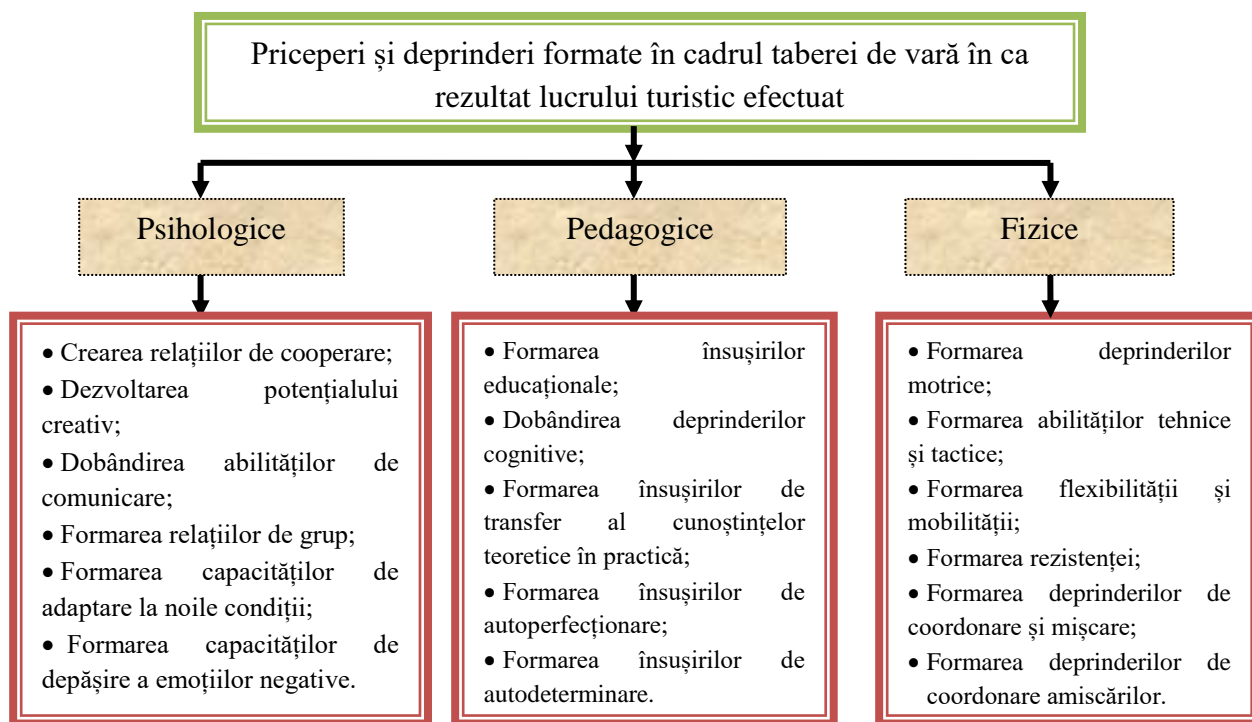 Priceperi și deprinderi formate în cadrul taberei de vară în ca
rezultat lucrului turistic efectuat
Psihologice
Pedagogice
Fizice
• Crearea relațiilor de cooperare;
• Dezvoltarea potențialului
creativ;
• Dobândirea abilităților de
comunicare;
• Formarea relațiilor de grup;
• Formarea capacităților de
adaptare la noile condiții;
• Formarea capacităților de
depășire a emoțiilor negative.
• Formarea însușirilor
educaționale;
• Dobândirea deprinderilor
cognitive;
• Formarea însușirilor de
transfer al cunoștințelor
teoretice în practică;
• Formarea însușirilor de
autoperfecționare;
• Formarea însușirilor de
autodeterminare.
• Formarea deprinderilor
motrice;
• Formarea abilităților tehnice
și tactice;
• Formarea flexibilității și
mobilității;
• Formarea rezistenței;
• Formarea deprinderilor de
coordonare și mișcare;
• Formarea deprinderilor de
coordonare amiscărilor.